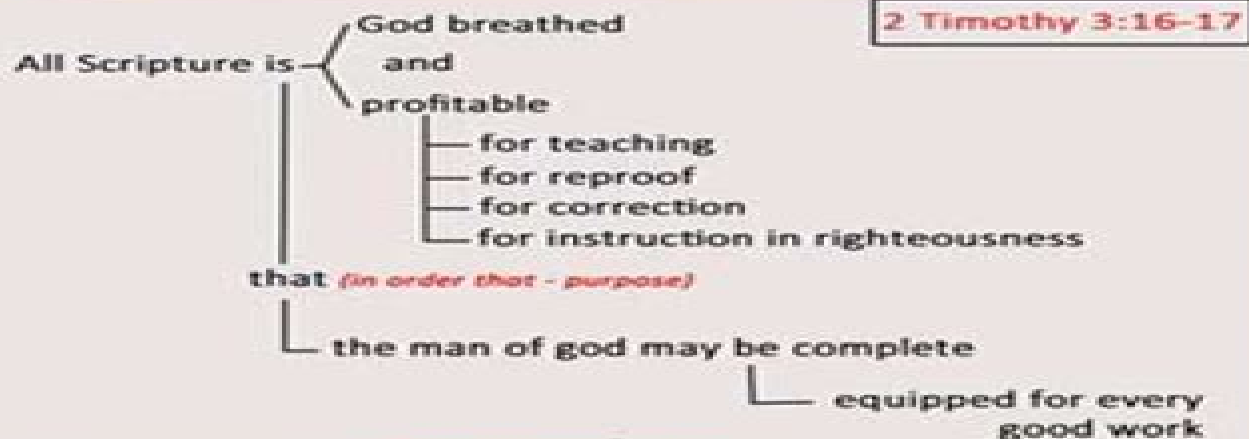 God breathed
2 Timothy 3:16-17
All Scripture is
and
profitable
for teaching
for reproof
for correction
for instruction in righteousness
that (in order that - purpose)
the man of god may be complete
equipped for every
good work